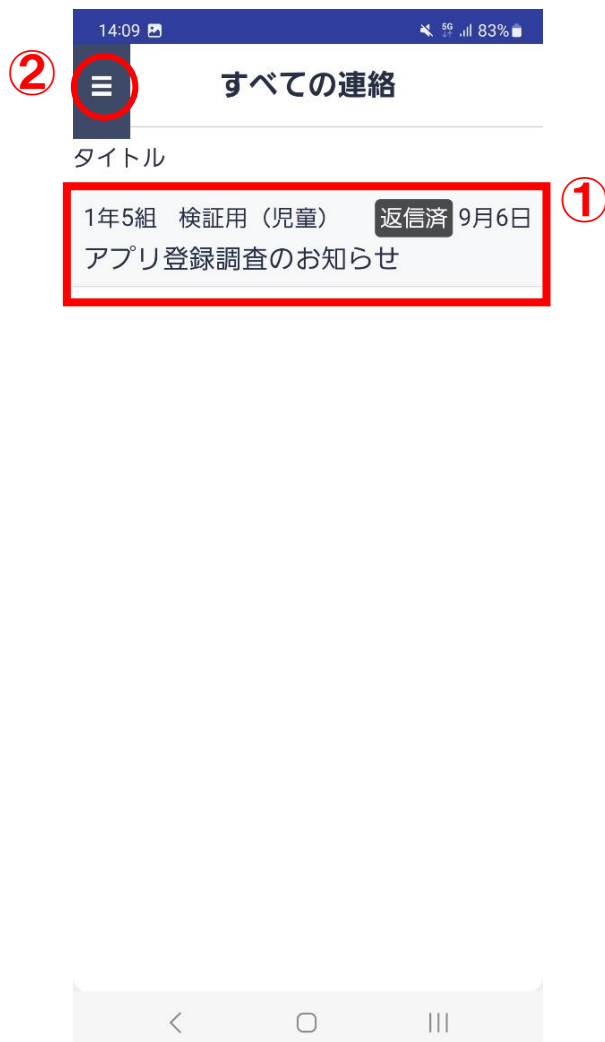 14:09 5G 83%
②
すべての連絡
タイトル
①
1年5組 検証用（児童） 返信済 9月6日
アプリ登録調査のお知らせ